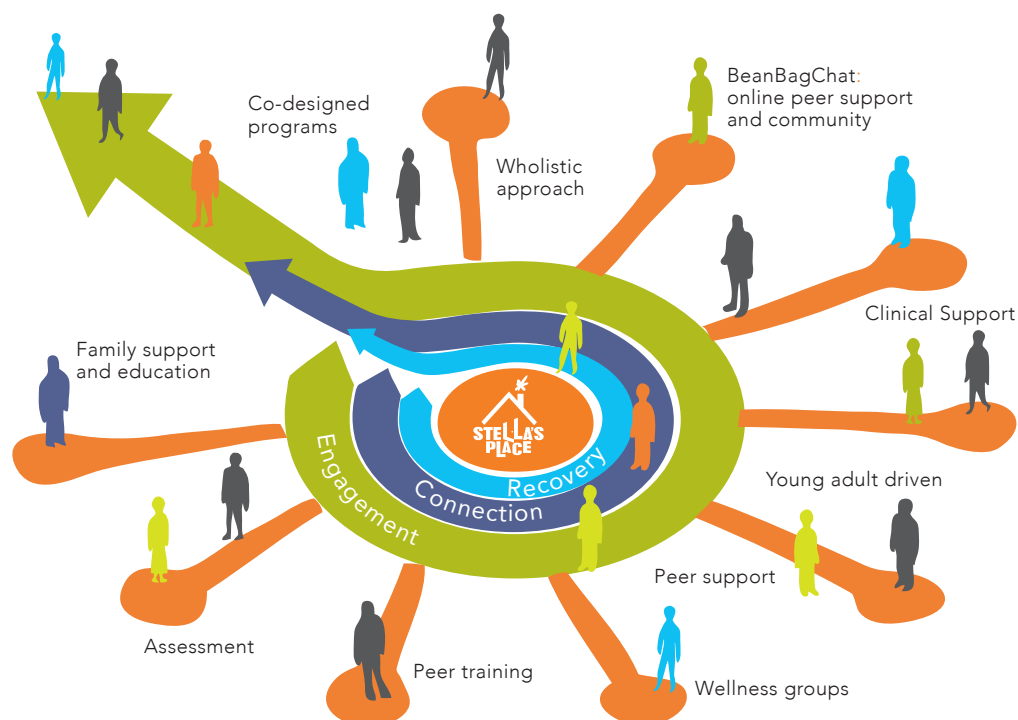 Co-designed
programs
Wholistic
approach
BeanBagChat:
online peer support
and community
Clinical Support
Family support
and education
STELLA'S
PLACE
Recovery
Connection
Engagement
Young adult driven
Peer support
Assessment
Peer training
Wellness groups